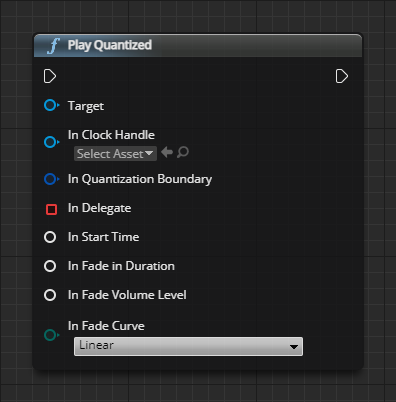 Play Quantized
Target
In Clock Handle
Select Asset
In Quantization Boundary
In Delegate
In Start Time
In Fade in Duration
In Fade Volume Level
In Fade Curve
Linear